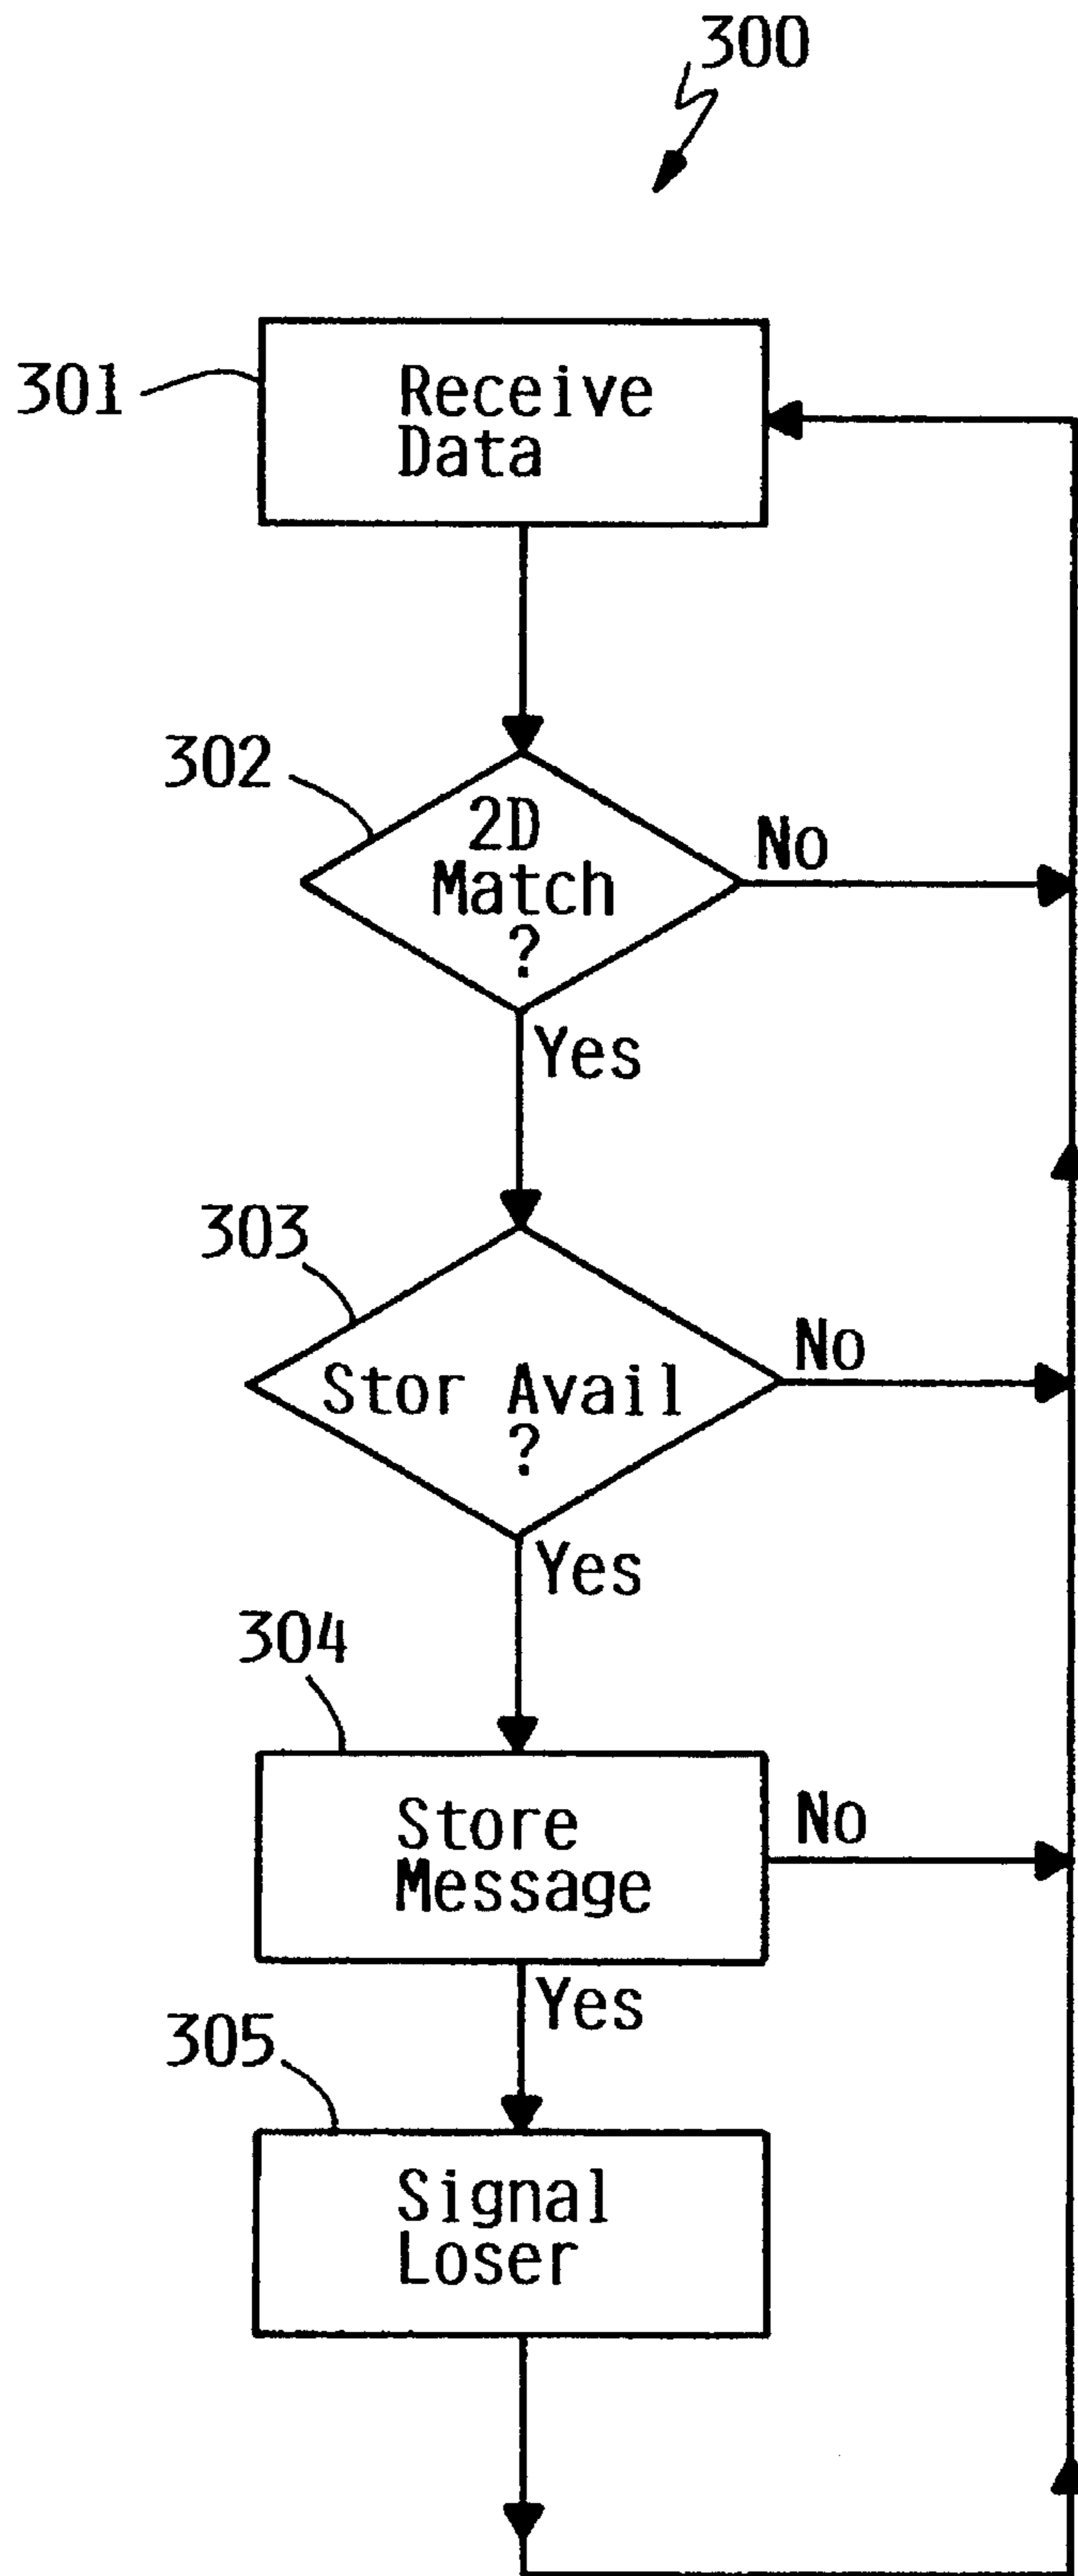 300
301
Receive
Data
302
2D
Match
?
No
Yes
303
Stor Avail
?
No
Yes
304
Store
Message
No
Yes
305
Signal
Loser